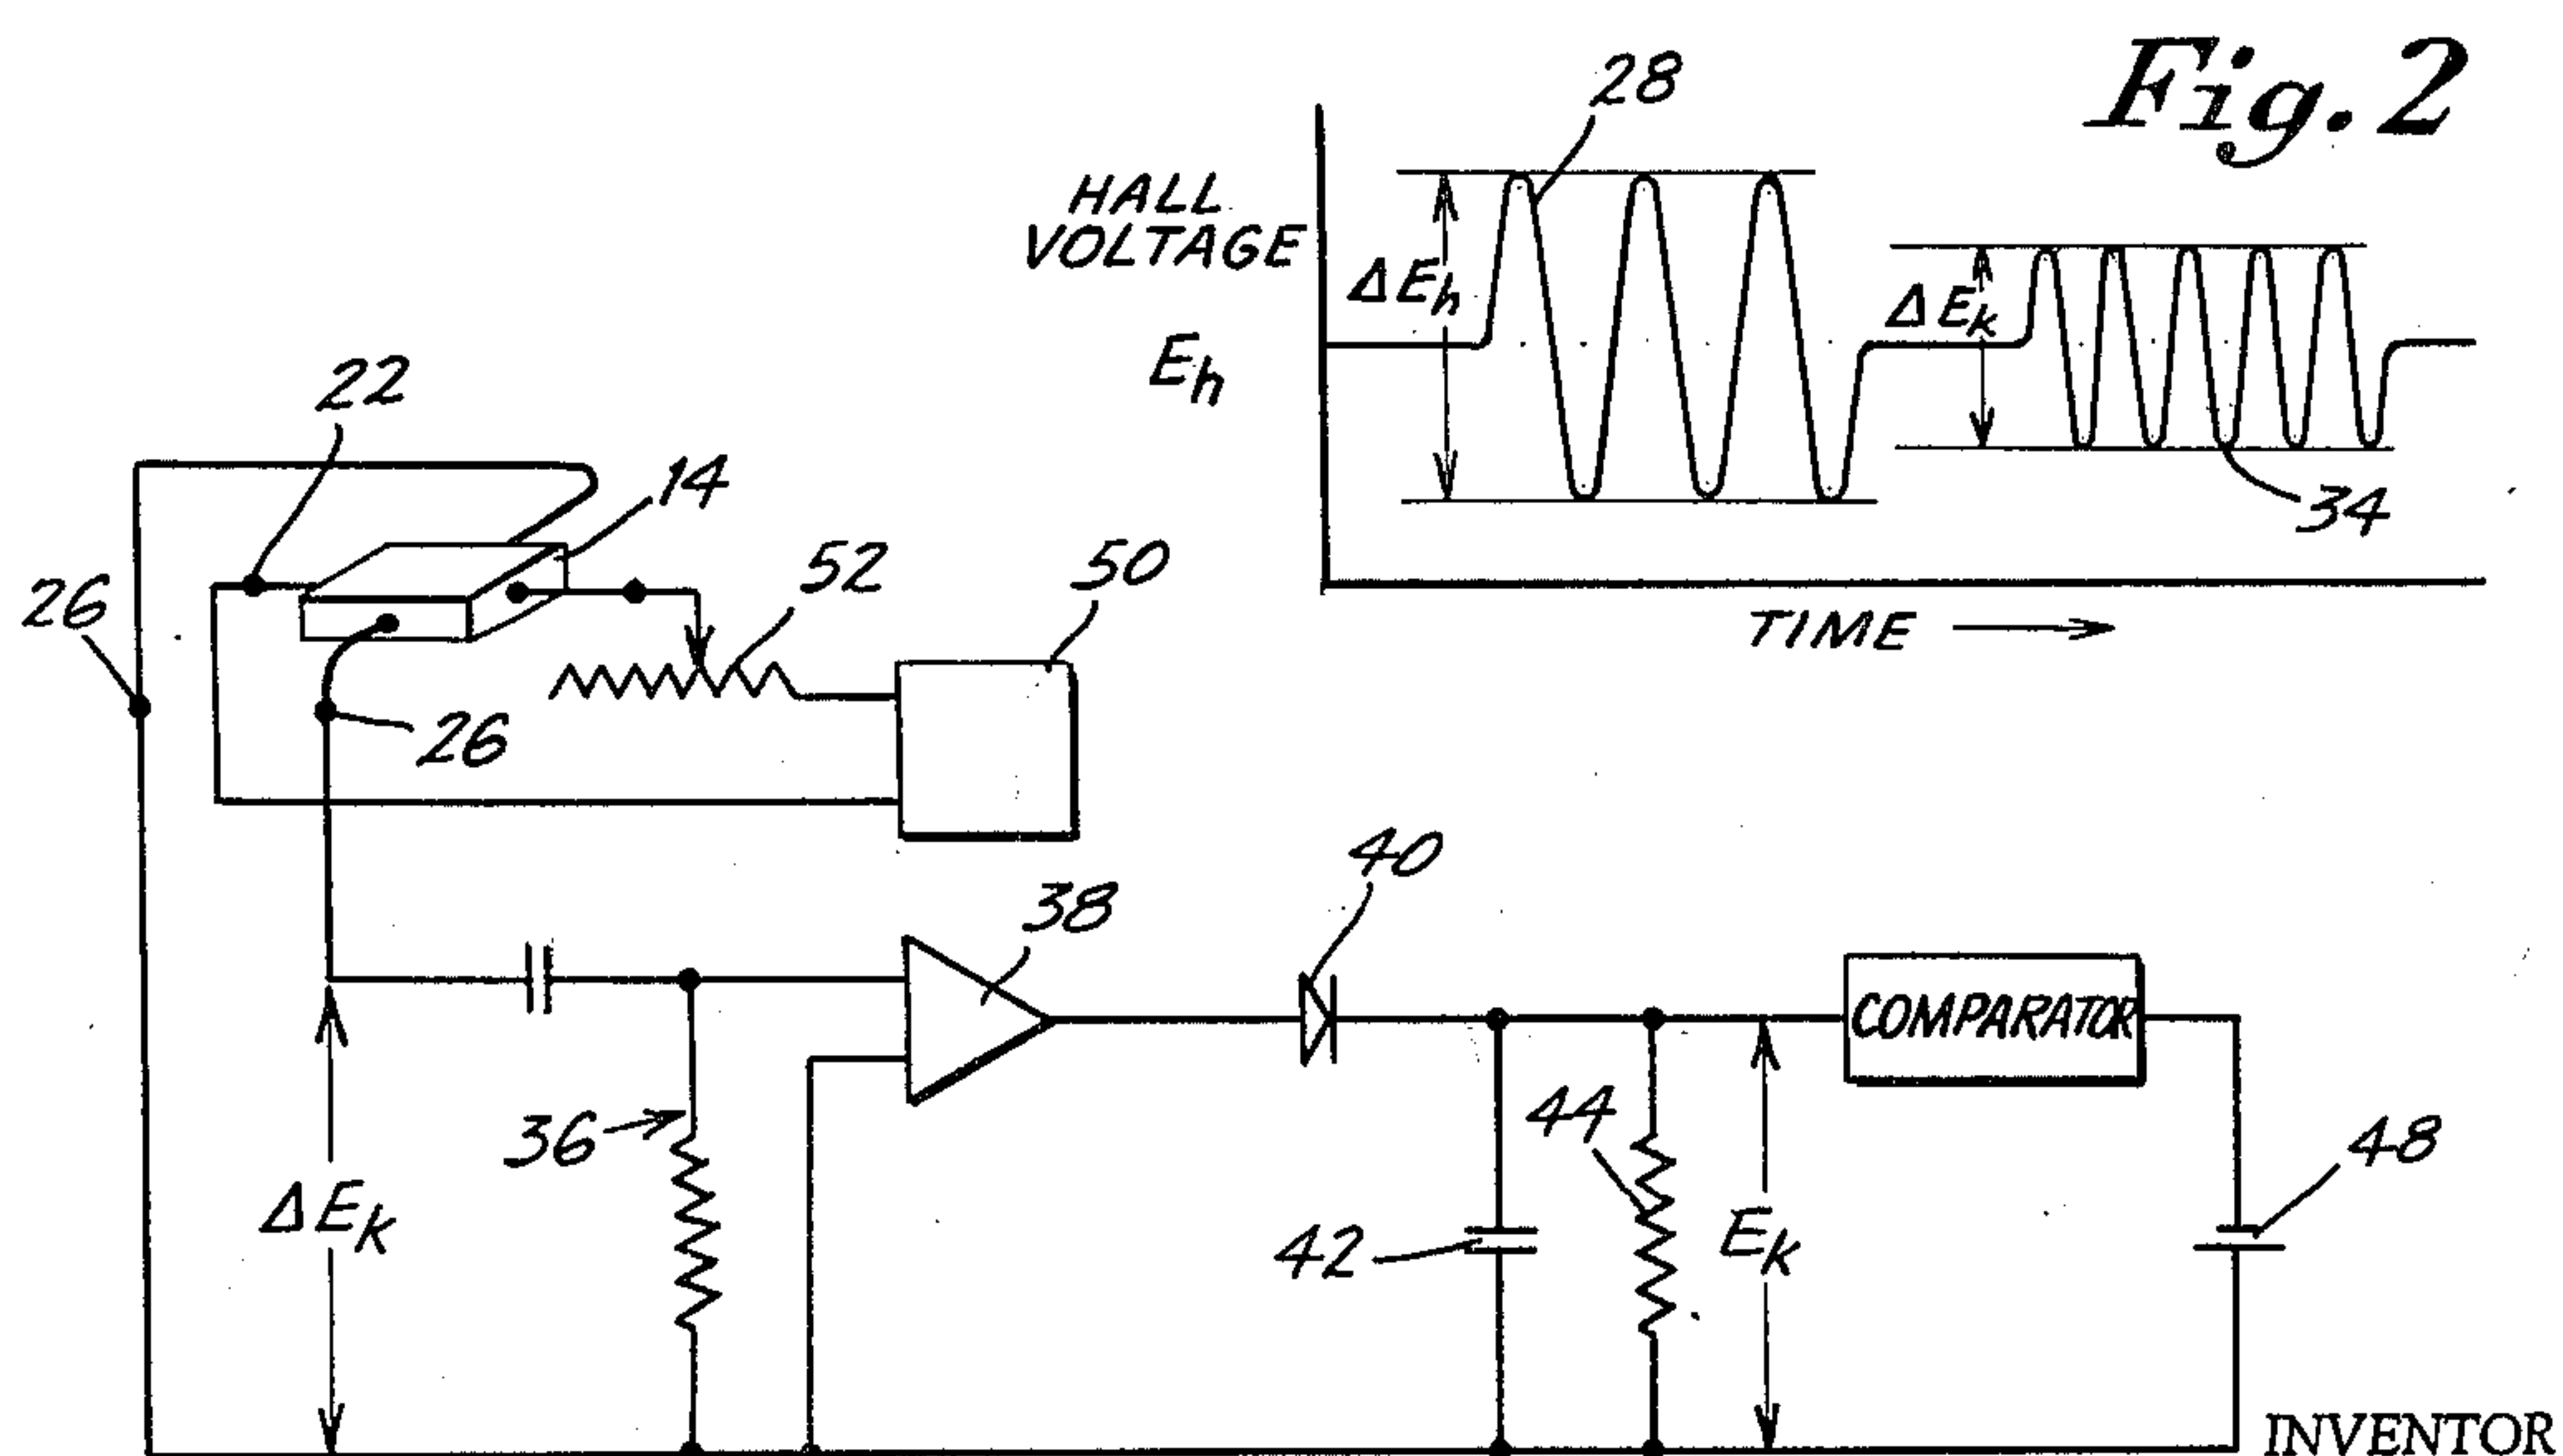 Fig. 2
28
HALL
VOLTAGE
ΔEh
ΔEk
Eh
34
TIME
22
14
26
52
50
26
40
38
COMPARATOR
36
44
48
ΔEk
42
Ek
INVENTOR